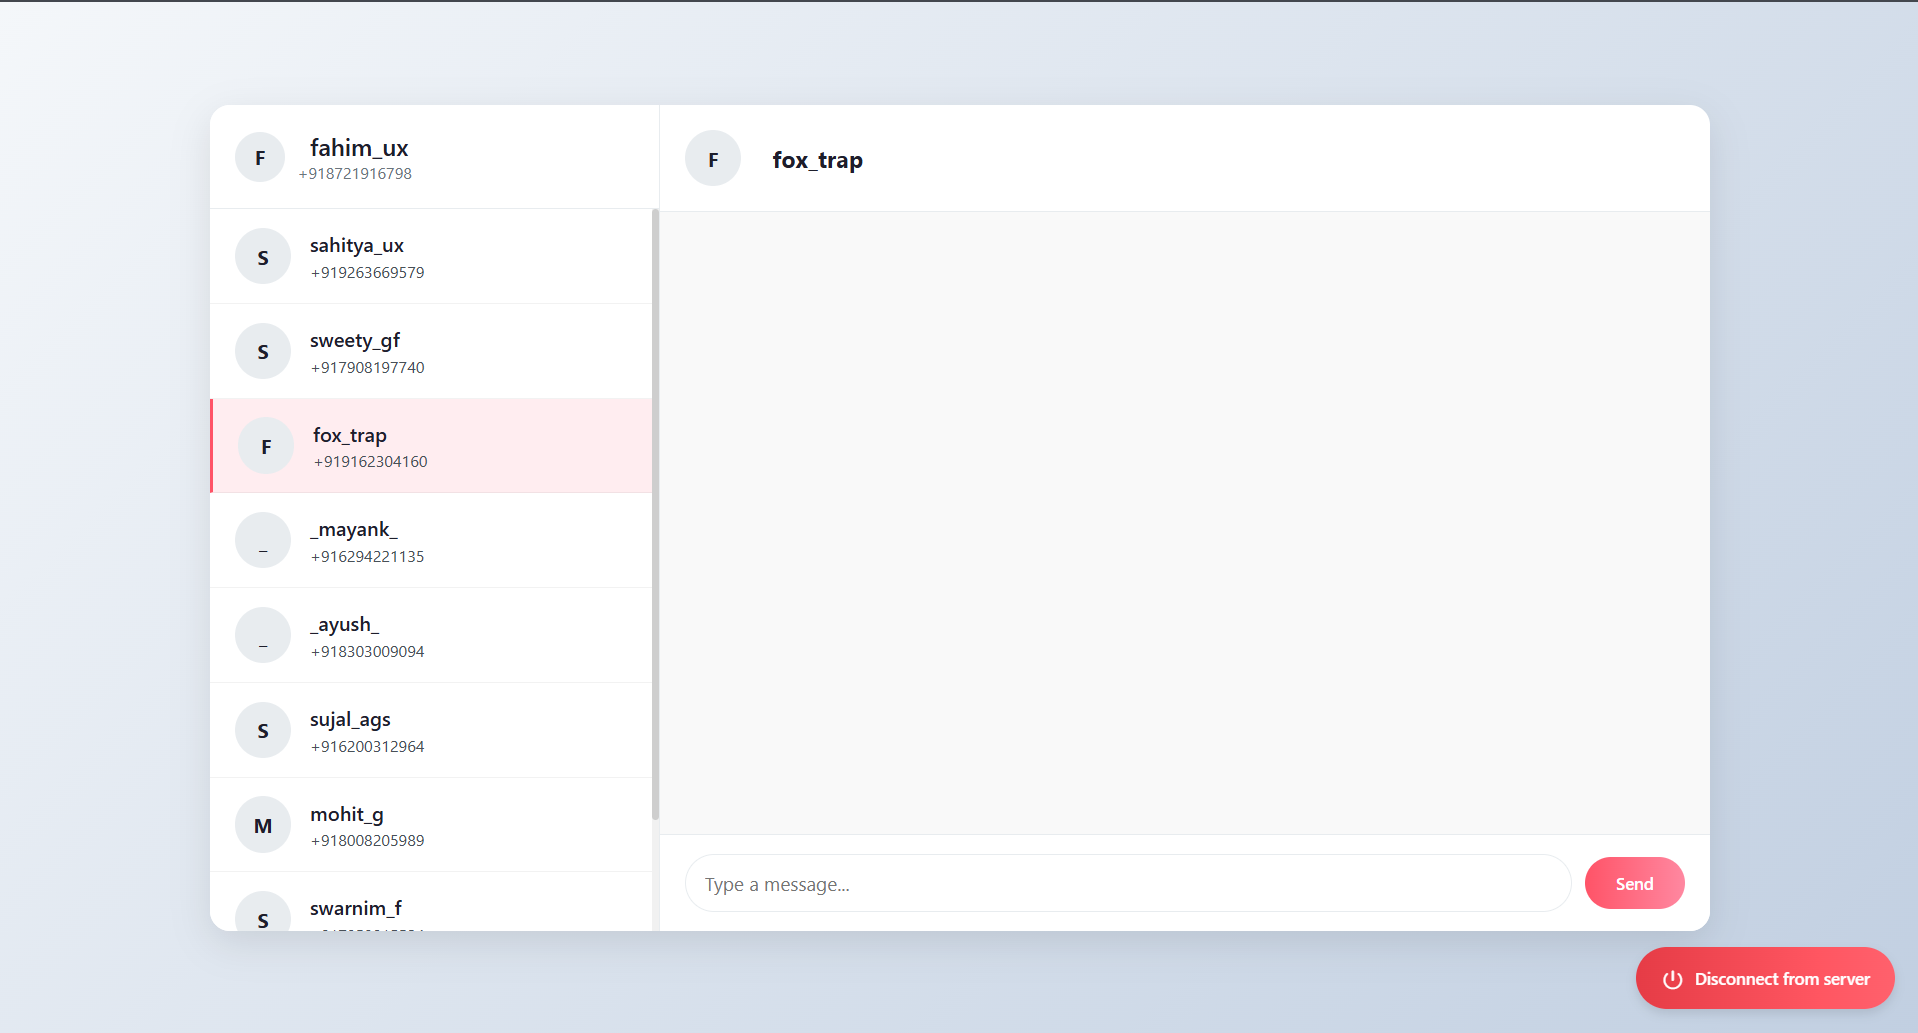 F
fahim_ux
+918721916798
S
sahitya_ux
+919263669579
S
sweety_gf
+917908197740
F
fox_trap
+919162304160
_
_mayank_
+916294221135
_
_ayush_
+918303009094
S
sujal_ags
+916200312964
M
mohit_g
+918008205989
S
swarnim_f
F
fox_trap
Type a message...
Send
Disconnect from server